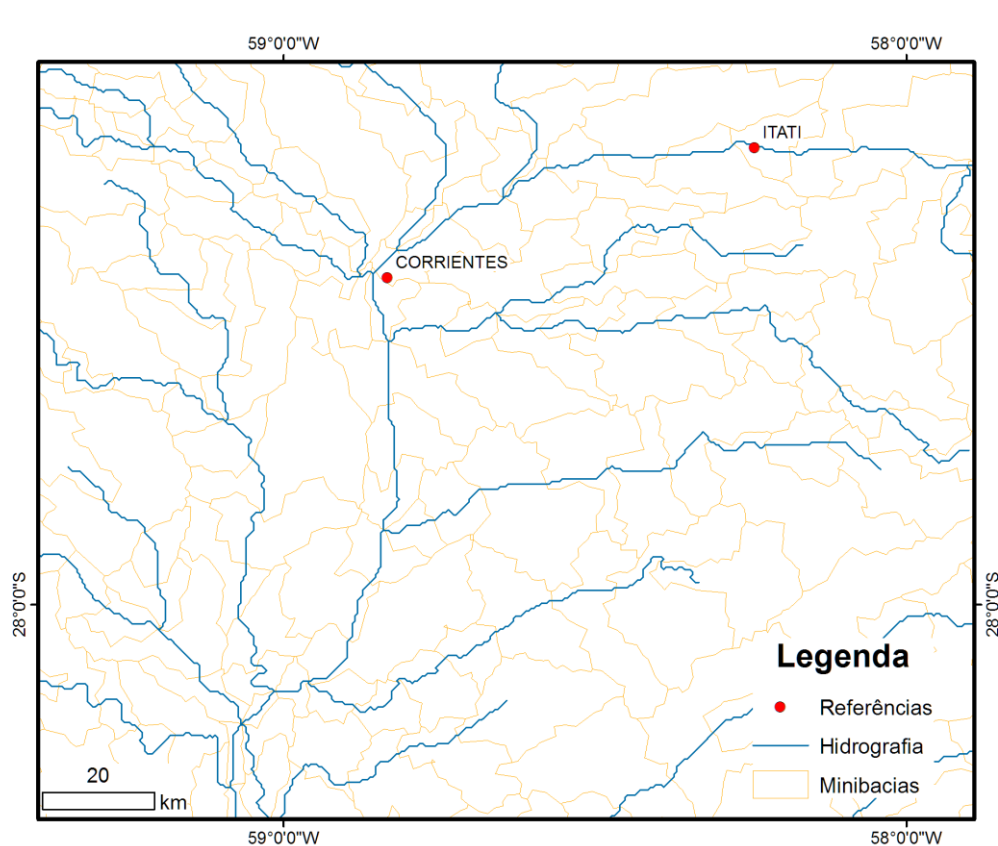 59°0'0"W
58°0'0"W
ITATI
CORRIENTES
28°0'0"S
28°0'0"S
Legenda
Referências
Hidrografia
Minibacias
20
km
59°0'0"W
58°0'0"W